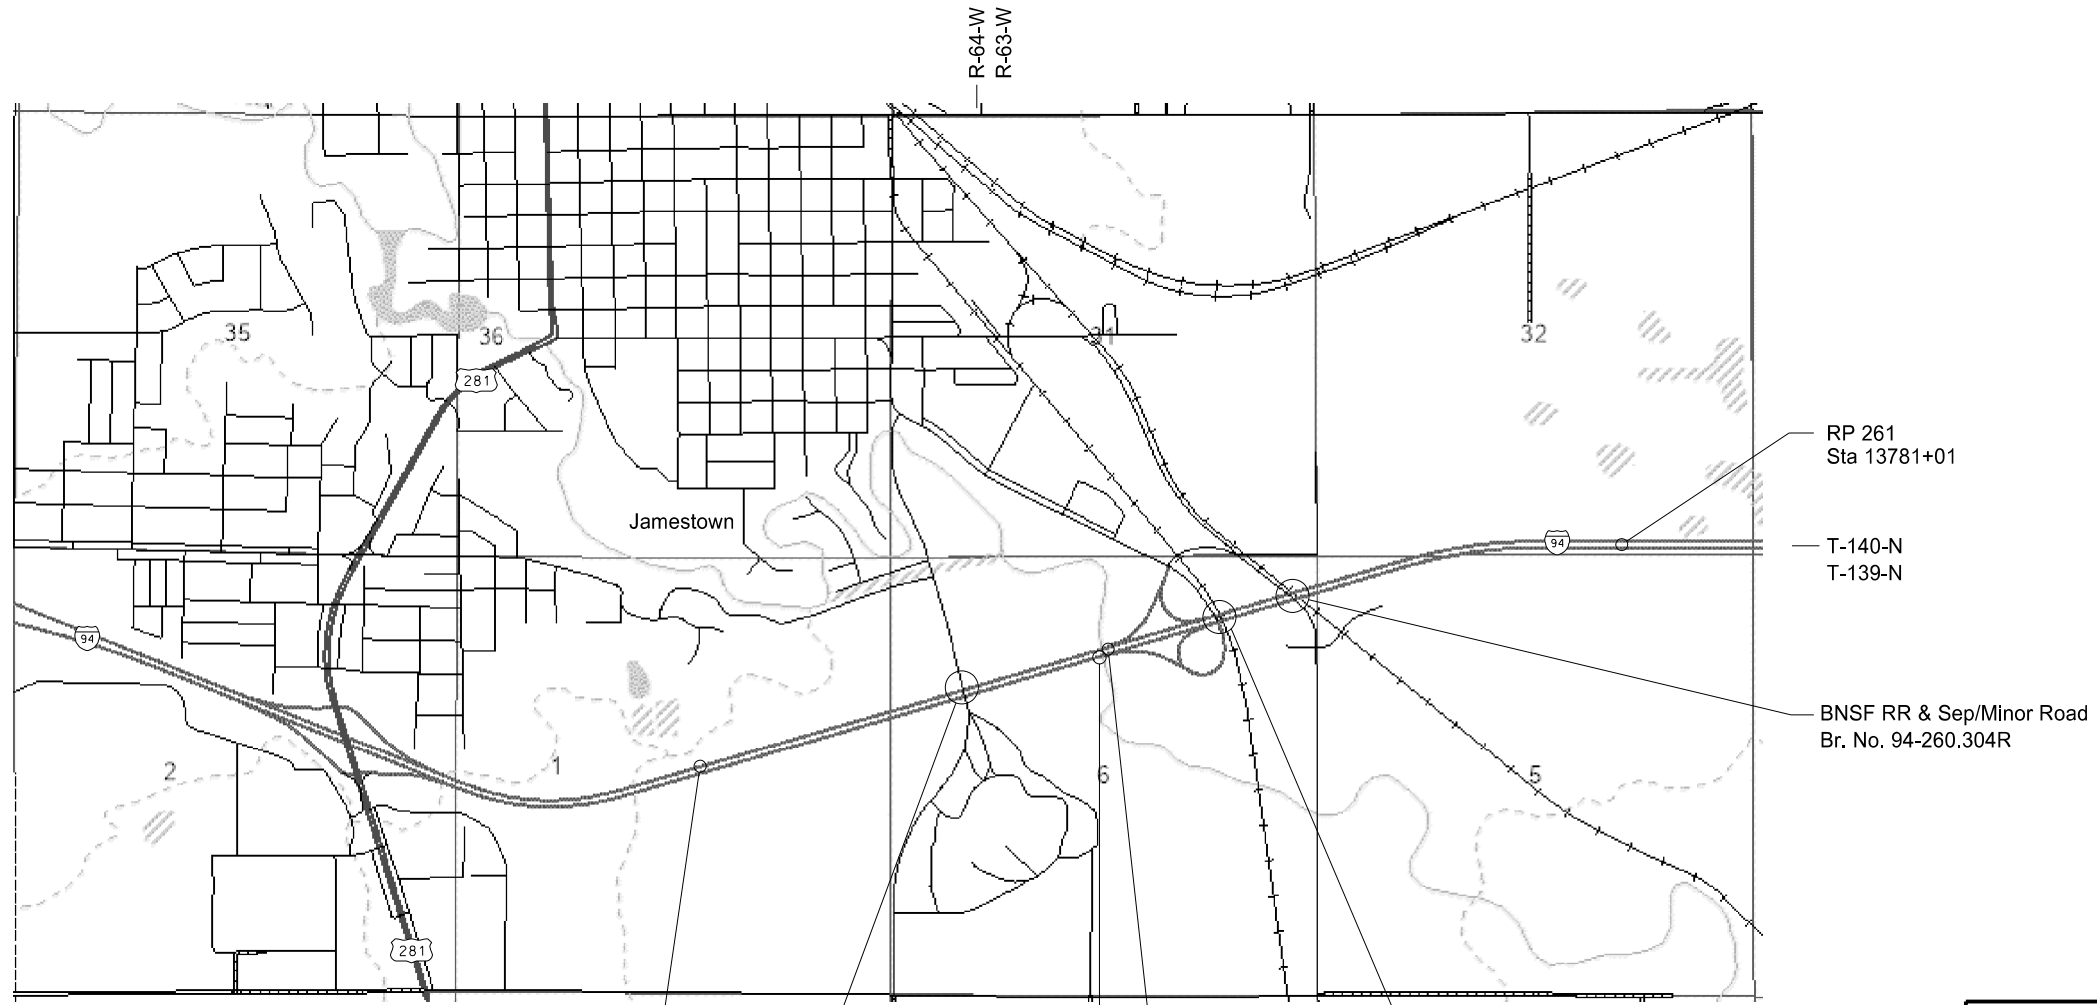 R-64-W
R-63-W
35
36
31
32
281
RP 261
Sta 13781+01
Jamestown
94
T-140-N
T-139-N
94
BNSF RR & Sep/Minor Road
Br. No. 94-260.304R
2
1
6
5
281